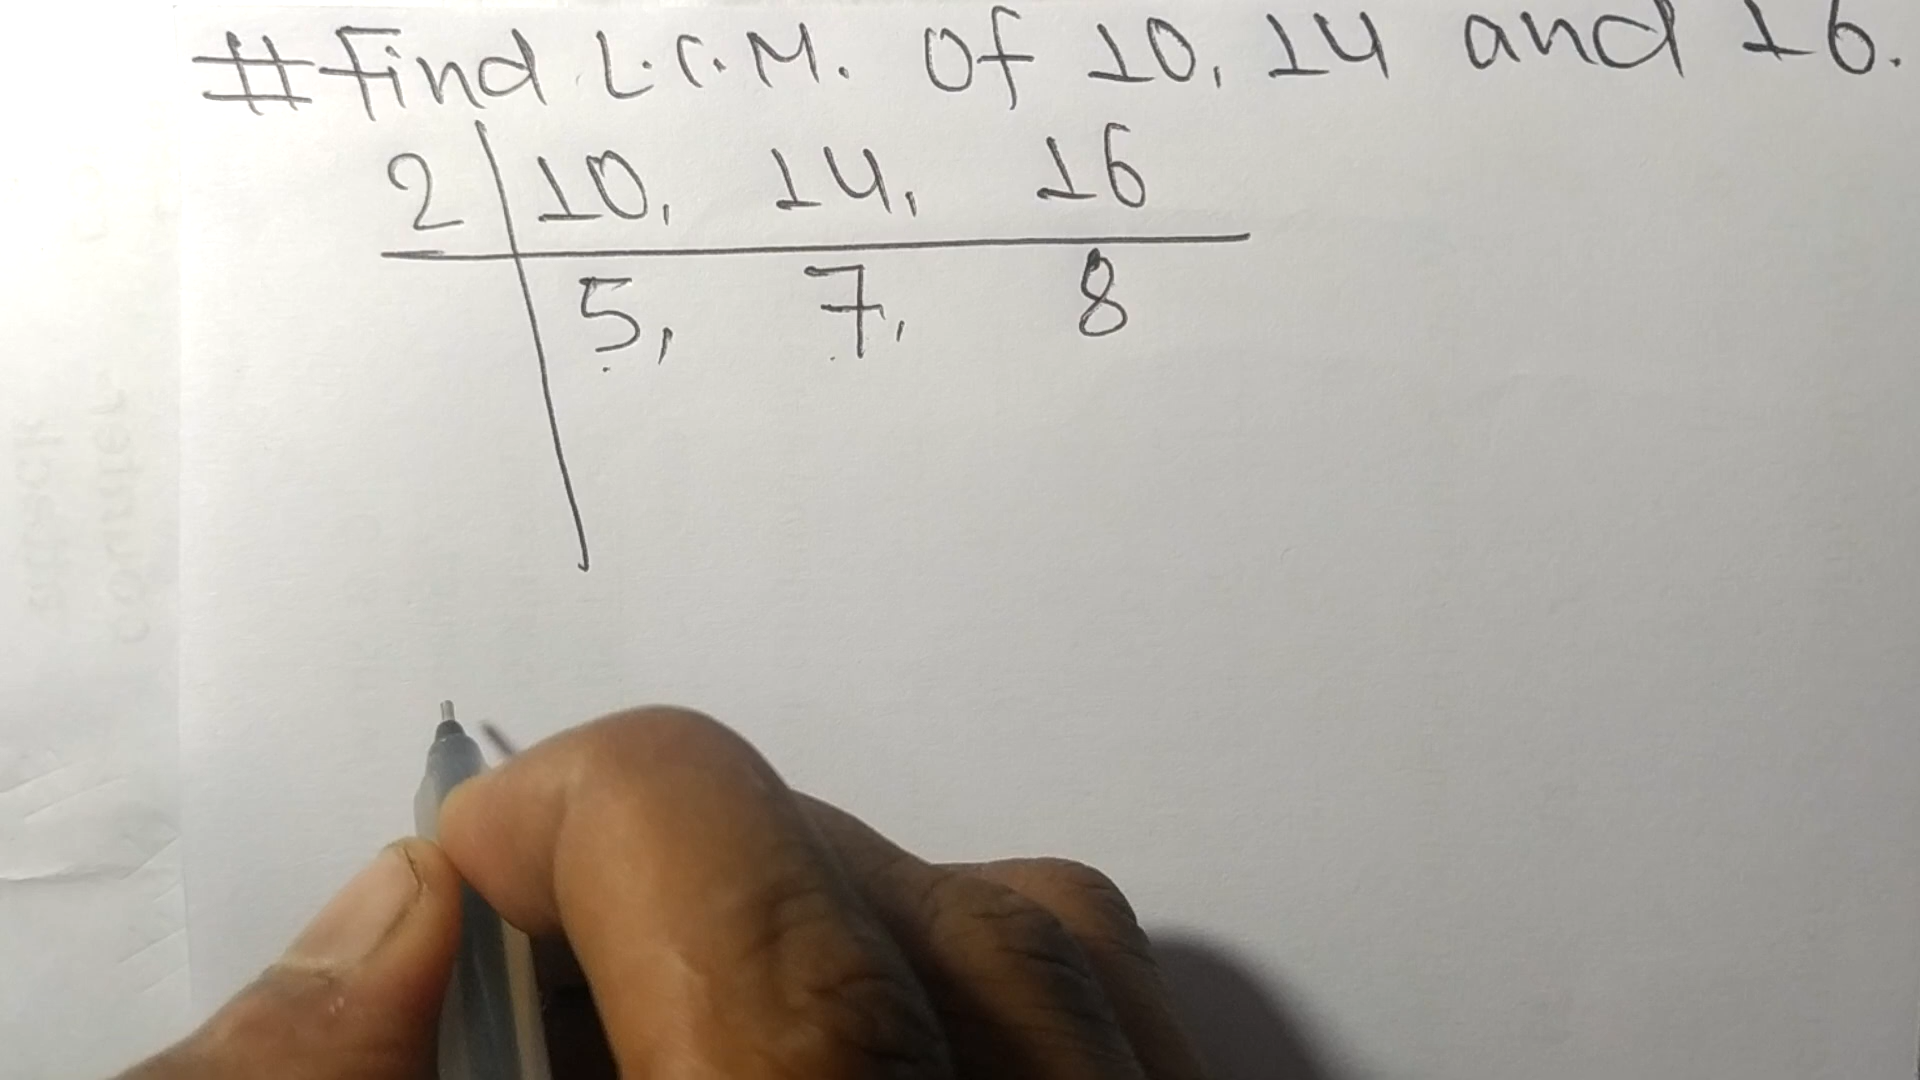 # Find L.C.M. Of 10, 14 and 16.
2 10, 14, 16
5, 7, 8